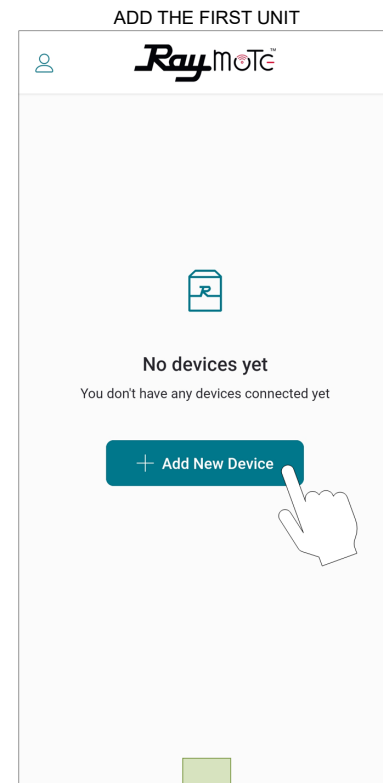 ADD THE FIRST UNIT
Raymote™
R
No devices yet
You don't have any devices connected yet
+ Add New Device